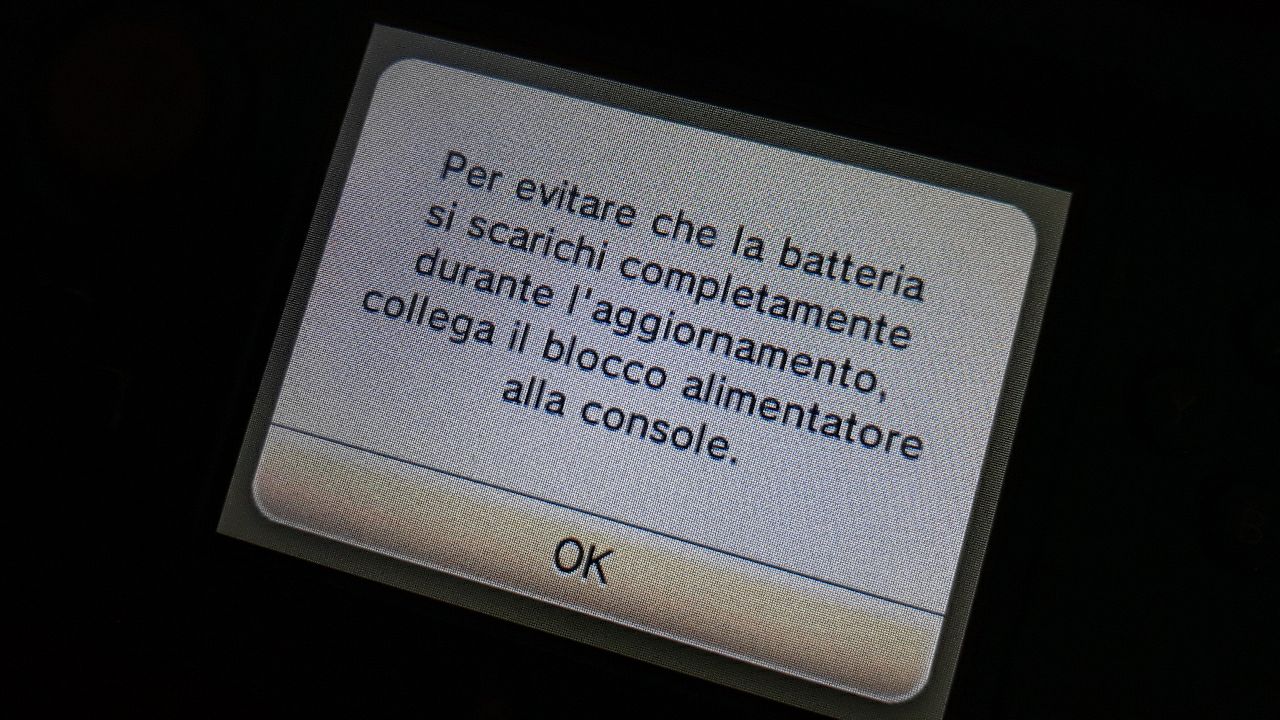 Per evitare che la batteria
si scarichi completamente
durante l'aggiornamento,
collega il blocco alimentatore
alla console.
OK